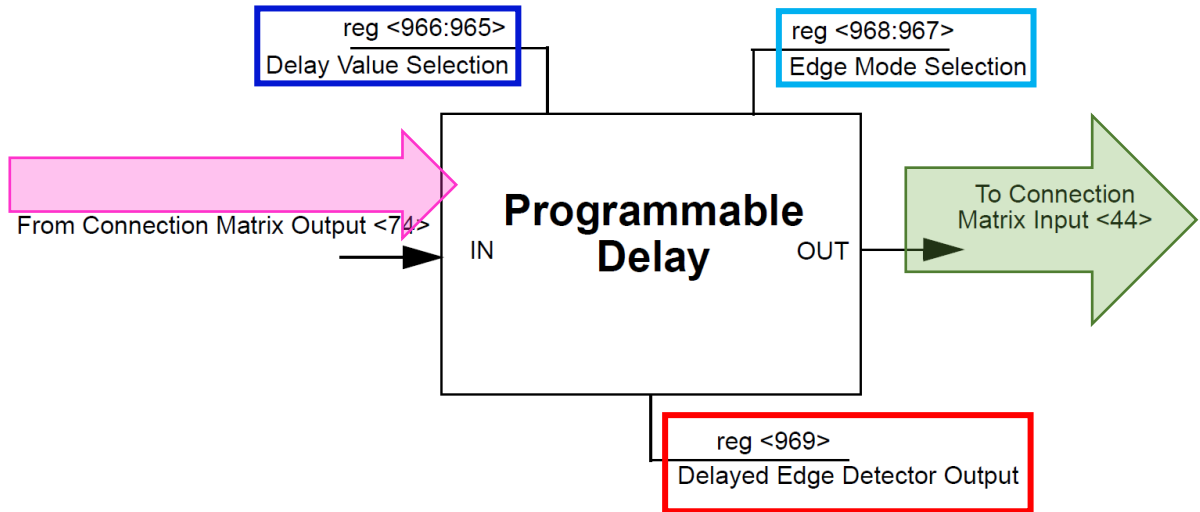 reg <966:965>
Delay Value Selection
reg <968:967>
Edge Mode Selection
From Connection Matrix Output <74>
IN
Programmable
Delay
OUT
To Connection
Matrix Input <44>
reg <969>
Delayed Edge Detector Output